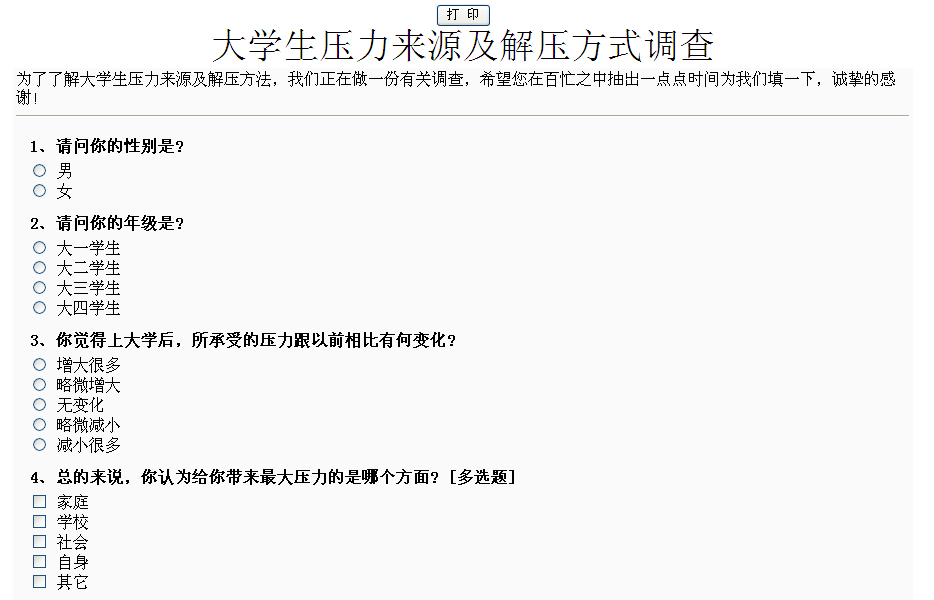 打 印
大学生压力来源及解压方式调查
为了了解大学生压力来源及解压方法，我们正在做一份有关调查，希望您在百忙之中抽出一点点时间为我们填一下，诚挚的感
谢！
1、请问你的性别是？
男
女
2、请问你的年级是？
大一学生
大二学生
大三学生
大四学生
3、你觉得上大学后，所承受的压力跟以前相比有何变化？
增大很多
略微增大
无变化
略微减小
减小很多
4、总的来说，你认为给你带来最大压力的是哪个方面？[多选题]
家庭
学校
社会
自身
其它